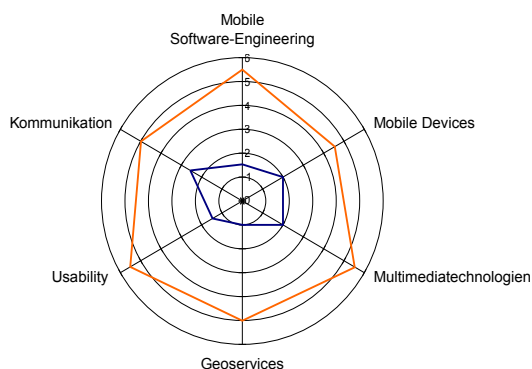 Mobile
Software-Engineering
6
5
Kommunikation
Mobile Devices
4
3
2
1
0
Usability
Multimediatechnologien
Geoservices